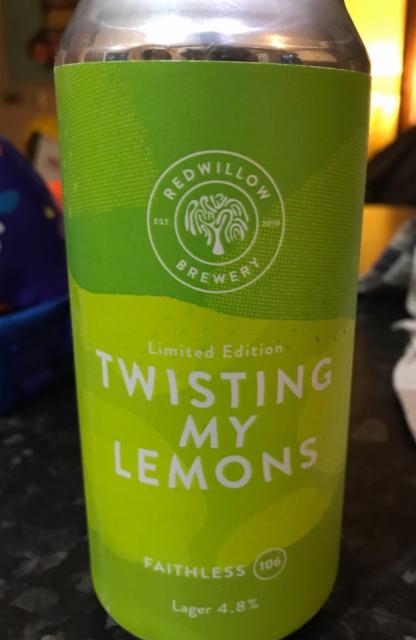 REDWILLOW
EST. 2010
BREWERY
Limited Edition
TWISTING
MY
LEMONS
FAITHLESS 106
Lager 4.8%